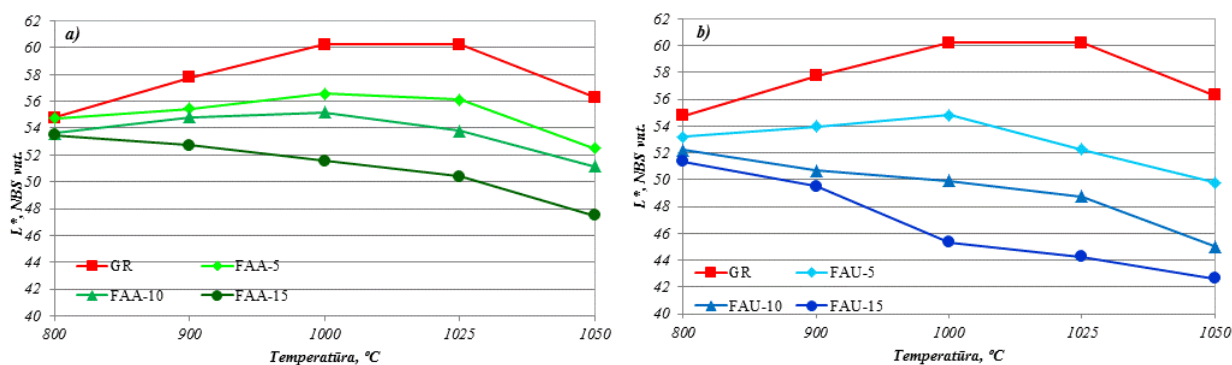 a)
62
60
58
56
54
52
50
48
46
44
42
40
L*, NBS vnt.
GR FAA-5
FAA-10 FAA-15
800 900 1000 1025 1050
Temperatūra, °C
b)
62
60
58
56
54
52
50
48
46
44
42
40
L*, NBS vnt.
GR FAU-5
FAU-10 FAU-15
800 900 1000 1025 1050
Temperatūra, °C